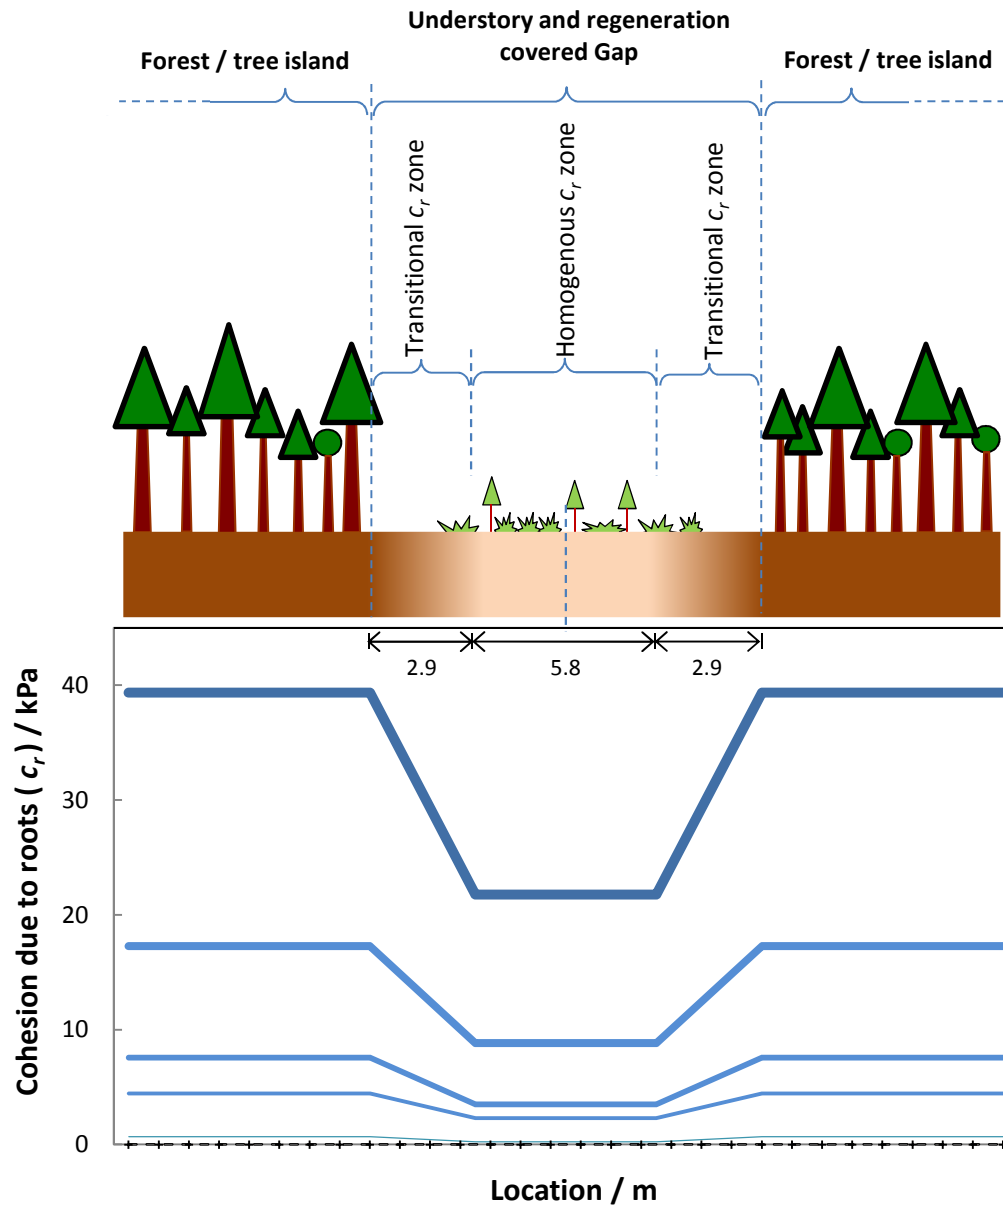 Understory and regeneration
covered Gap
Forest / tree island
Forest / tree island
Transitional cr zone
Homogenous cr zone
Transitional cr zone
2.9
5.8
2.9
Cohesion due to roots ( cr ) / kPa
40
30
20
10
0
Location / m